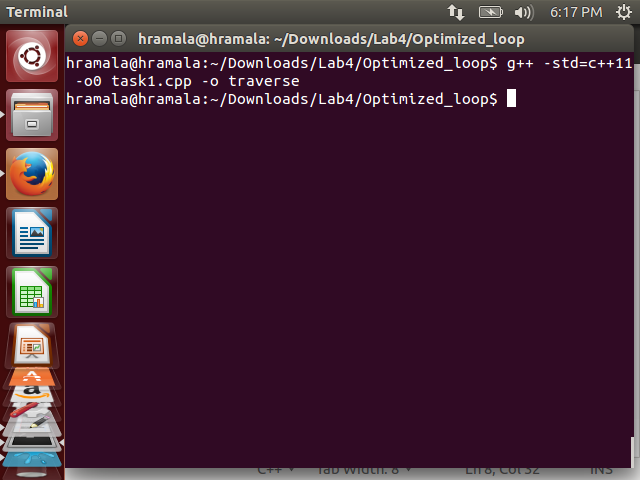 Terminal
6:17 PM
hramala@hramala: ~/Downloads/Lab4/Optimized_loop
hramala@hramala:~/Downloads/Lab4/Optimized_loop$ g++ -std=c++11
-o0 task1.cpp -o traverse
hramala@hramala:~/Downloads/Lab4/Optimized_loop$
C++ Tab Width: 8 Ln 8, Col 32 INS